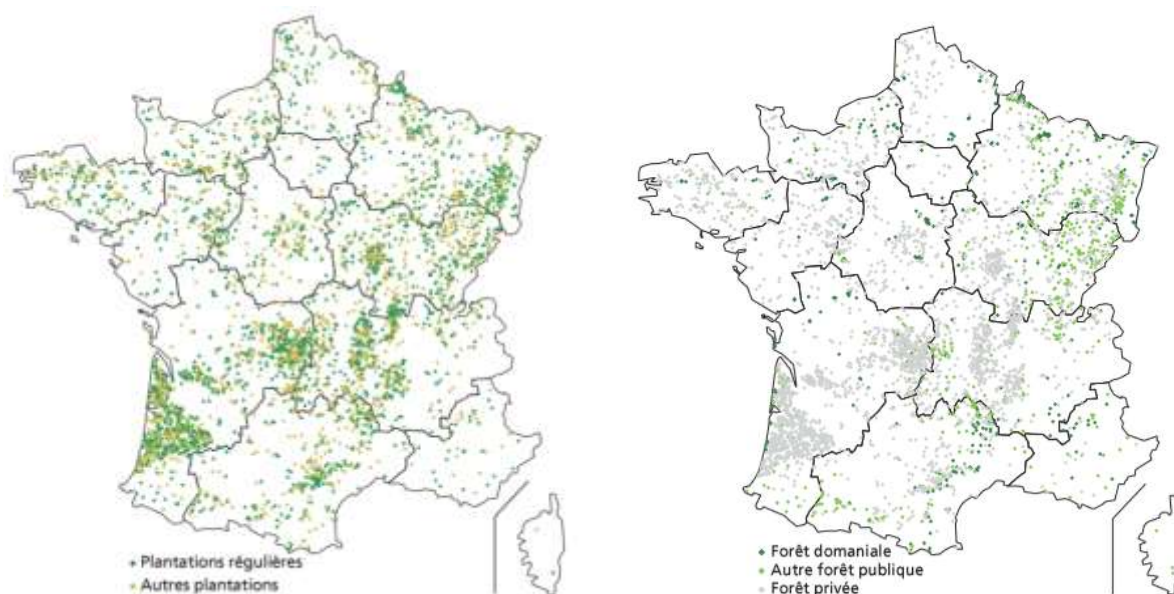 Plantations régulières
Autres plantations
Forêt domaniale
Autre forêt publique
Forêt privée